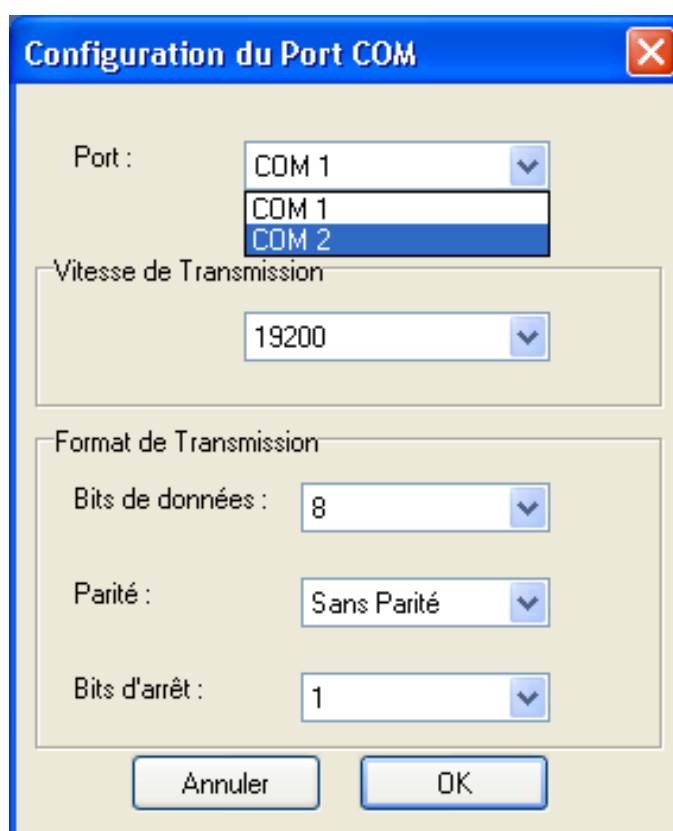 Configuration du Port COM
Port : COM 1
COM 1
COM 2
Vitesse de Transmission
19200
Format de Transmission
Bits de données : 8
Parité : Sans Parité
Bits d'arrêt : 1
Annuler OK